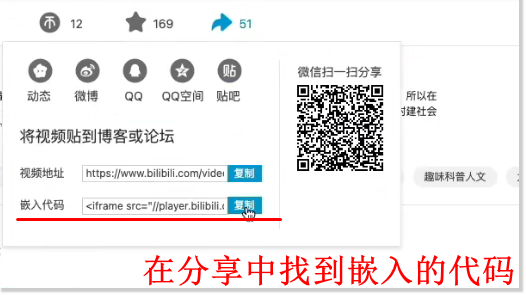 12 169 51
动态 微博 QQ QQ空间 贴吧
微信扫一扫分享
将视频贴到博客或论坛
视频地址 https://www.bilibili.com/vide 复制
嵌入代码 <iframe src="//player.bilibili.c 复制
所以在
建社会
趣味科普人文
在分享中找到嵌入的代码